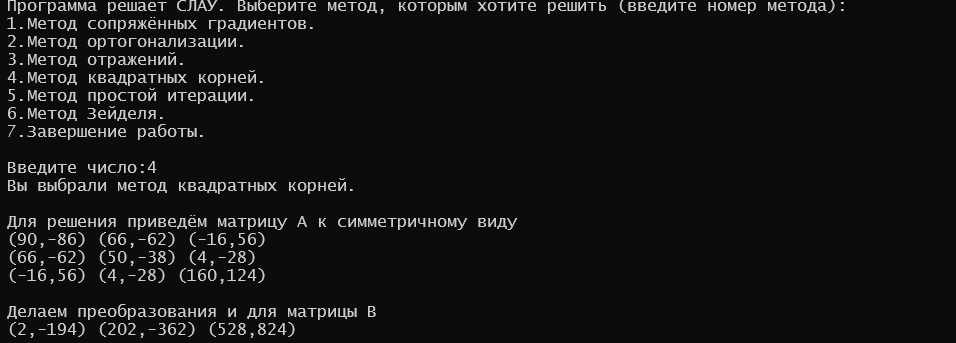 Программа решает СЛАУ. Выберите метод, которым хотите решить (введите номер метода):
1.Метод сопряжённых градиентов.
2.Метод ортогонализации.
3.Метод отражений.
4.Метод квадратных корней.
5.Метод простой итерации.
6.Метод Зейделя.
7.Завершение работы.
Введите число:4
Вы выбрали метод квадратных корней.
Для решения приведём матрицу А к симметричному виду
(90,-86) (66,-62) (-16,56)
(66,-62) (50,-38) (4,-28)
(-16,56) (4,-28) (160,124)
Делаем преобразования и для матрицы В
(2,-194) (202,-362) (528,824)